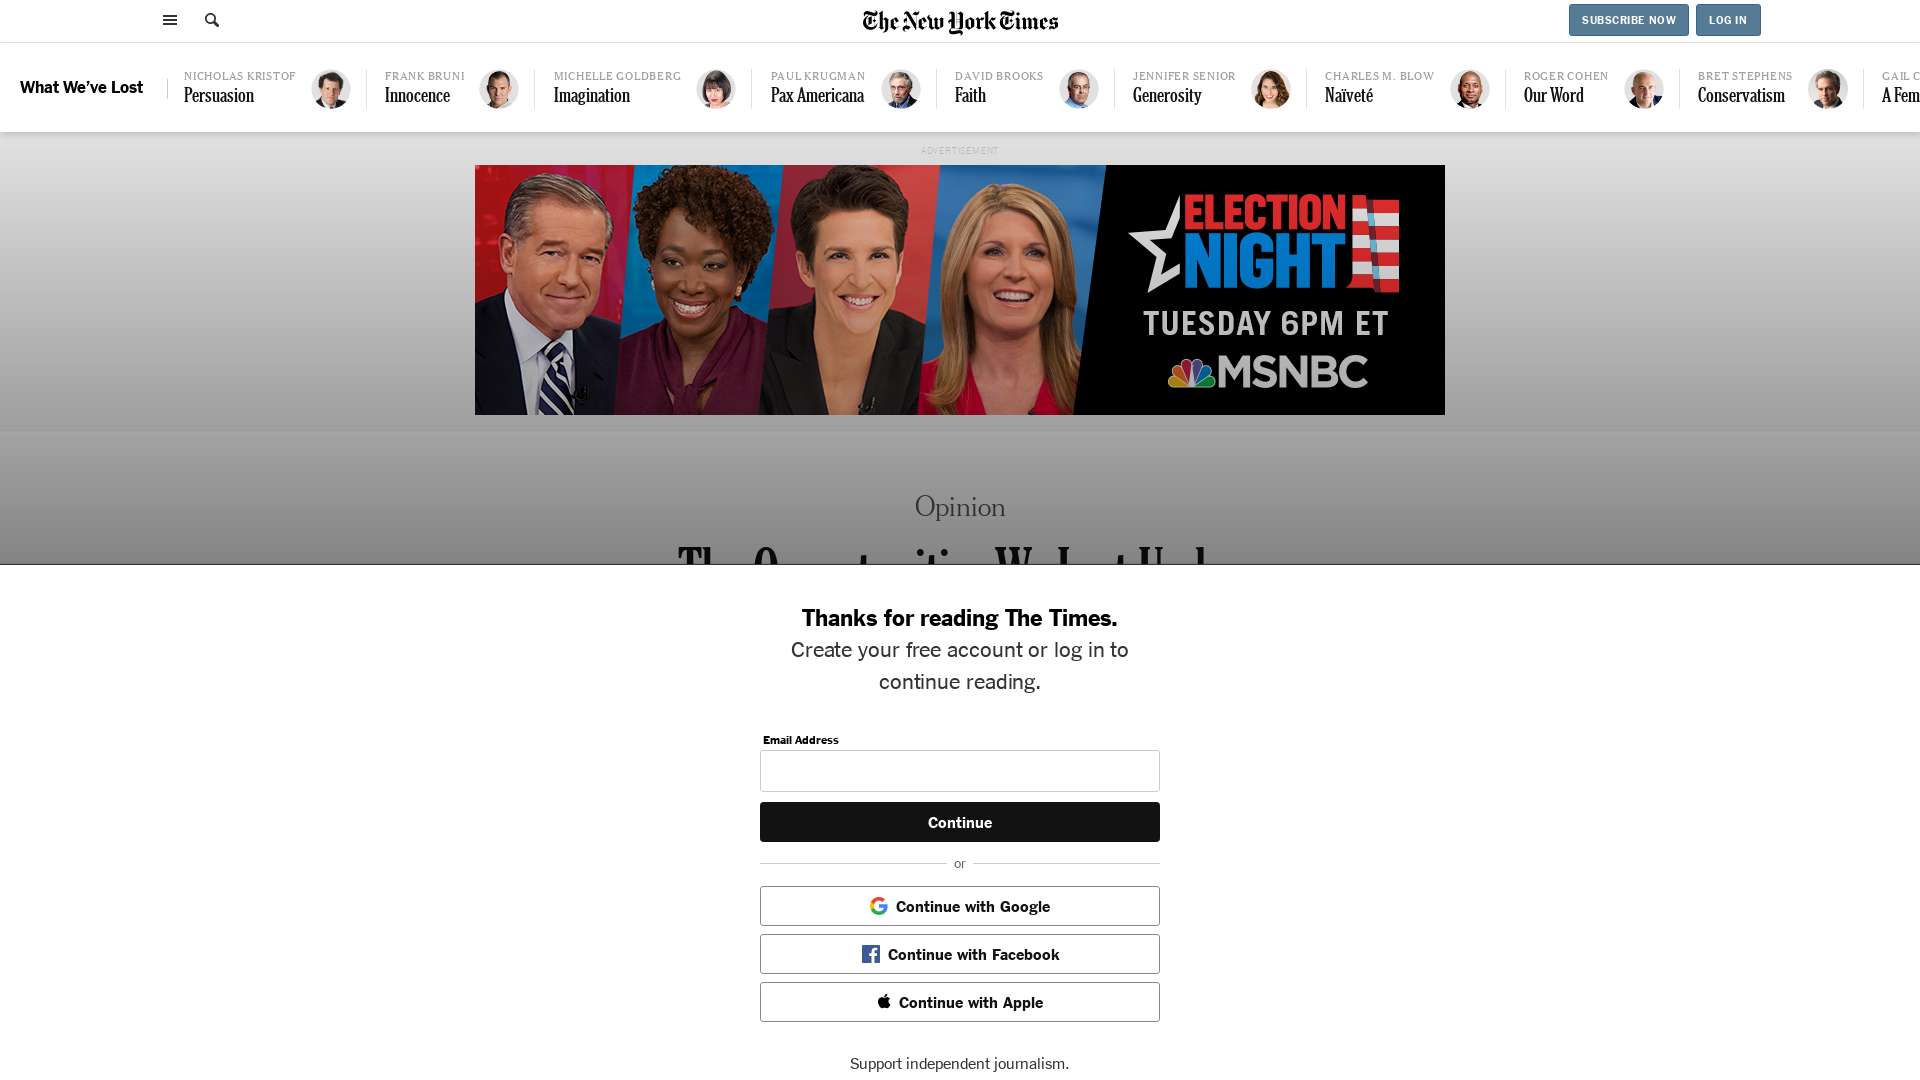 The New York Times
SUBSCRIBE NOW
LOG IN
What We’ve Lost
NICHOLAS KRISTOF
Persuasion
FRANK BRUNI
Innocence
MICHELLE GOLDBERG
Imagination
PAUL KRUGMAN
Pax Americana
DAVID BROOKS
Faith
JENNIFER SENIOR
Generosity
CHARLES M. BLOW
Naïveté
ROGER COHEN
Our Word
BRET STEPHENS
Conservatism
GAIL C
A Fem
ADVERTISEMENT
ELECTION
NIGHT
TUESDAY 6PM ET
MSNBC
Opinion
Thanks for reading The Times.
Create your free account or log in to
continue reading.
Email Address
Continue
or
Continue with Google
Continue with Facebook
Continue with Apple
Support independent journalism.